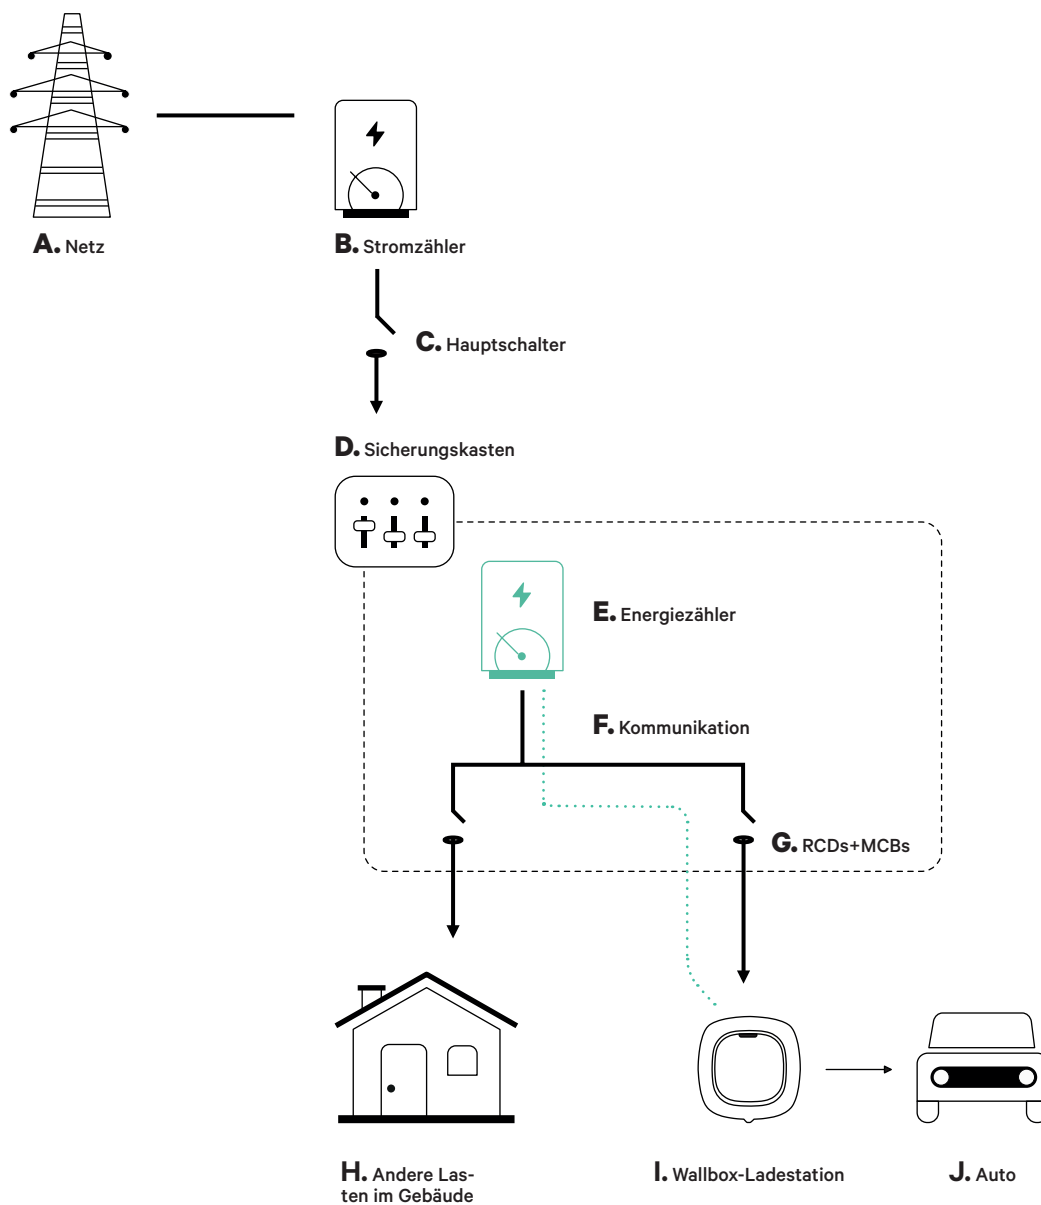 A. Netz
B. Stromzähler
C. Hauptschalter
D. Sicherungskasten
E. Energiezähler
F. Kommunikation
G. RCDs+MCBs
H. Andere Las-
ten im Gebäude
I. Wallbox-Ladestation
J. Auto